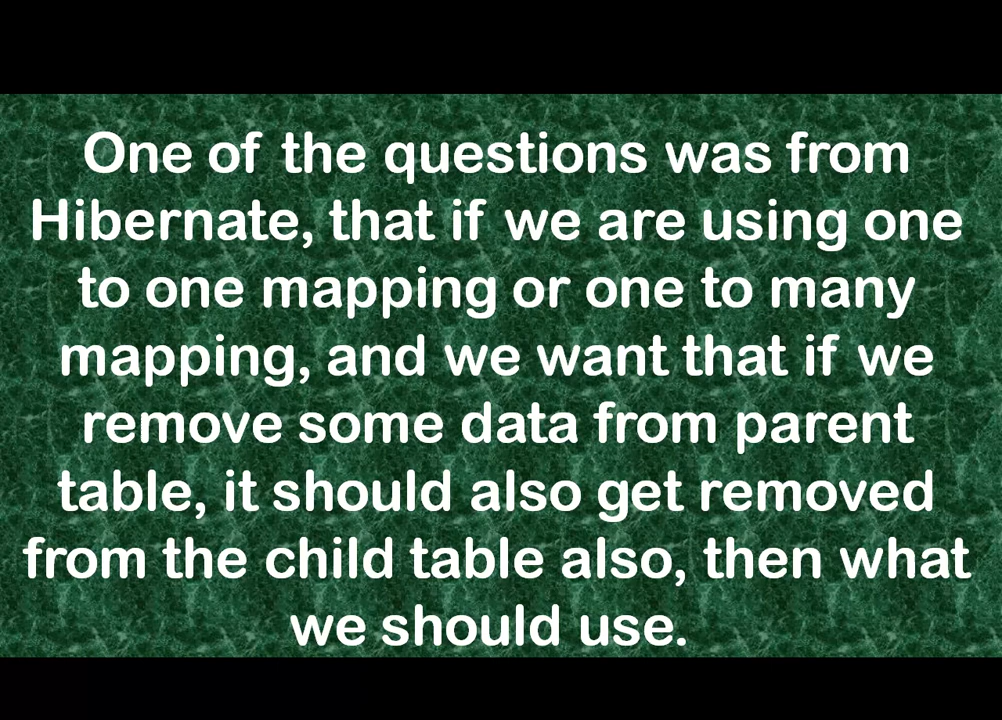 One of the questions was from
Hibernate, that if we are using one
to one mapping or one to many
mapping, and we want that if we
remove some data from parent
table, it should also get removed
from the child table also, then what
we should use.